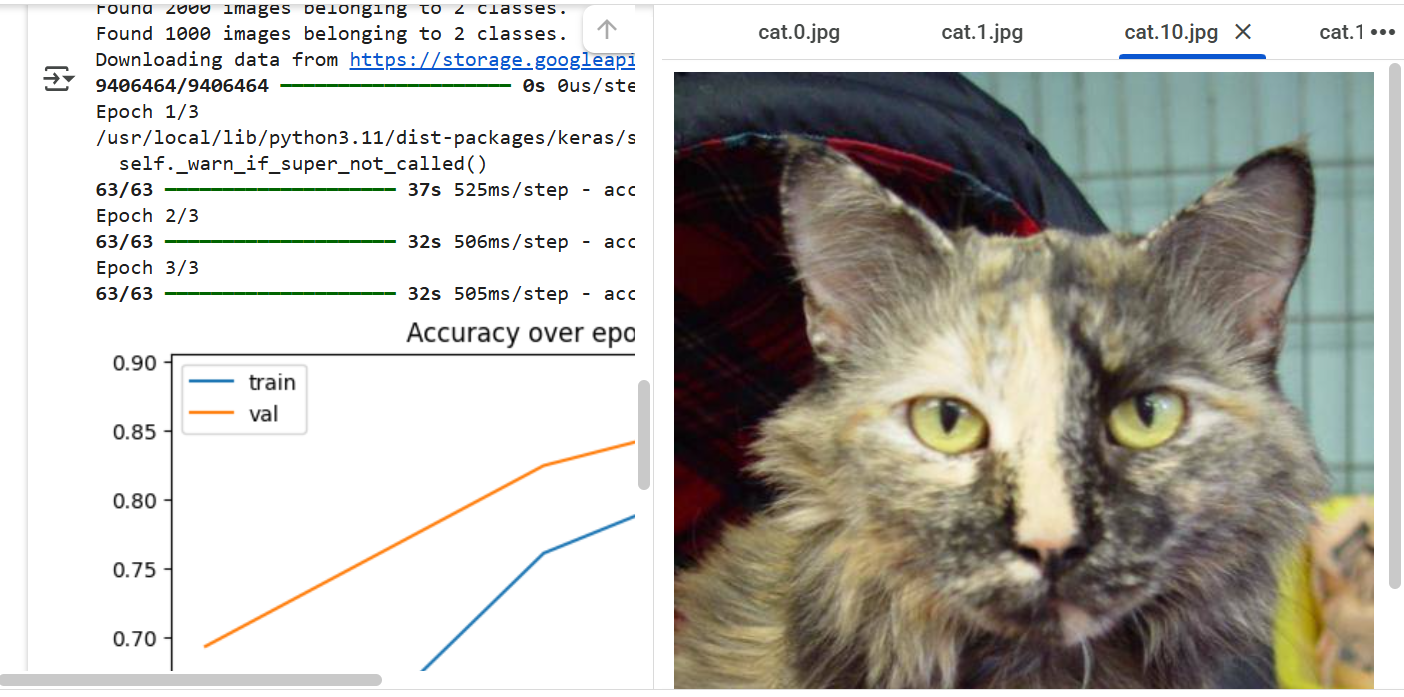 Found 2000 images belonging to 2 classes.
Found 1000 images belonging to 2 classes.
Downloading data from https://storage.googleapi
9406464/9406464 ━━━━━━━━━━━━━━━━━━━━ 0s 0us/ste
Epoch 1/3
/usr/local/lib/python3.11/dist-packages/keras/s
self._warn_if_super_not_called()
63/63 ━━━━━━━━━━━━━━━━━━━━ 37s 525ms/step - acc
Epoch 2/3
63/63 ━━━━━━━━━━━━━━━━━━━━ 32s 506ms/step - acc
Epoch 3/3
63/63 ━━━━━━━━━━━━━━━━━━━━ 32s 505ms/step - acc
Accuracy over epo
0.90
train
val
0.85
0.80
0.75
0.70
cat.0.jpg
cat.1.jpg
cat.10.jpg
cat.1